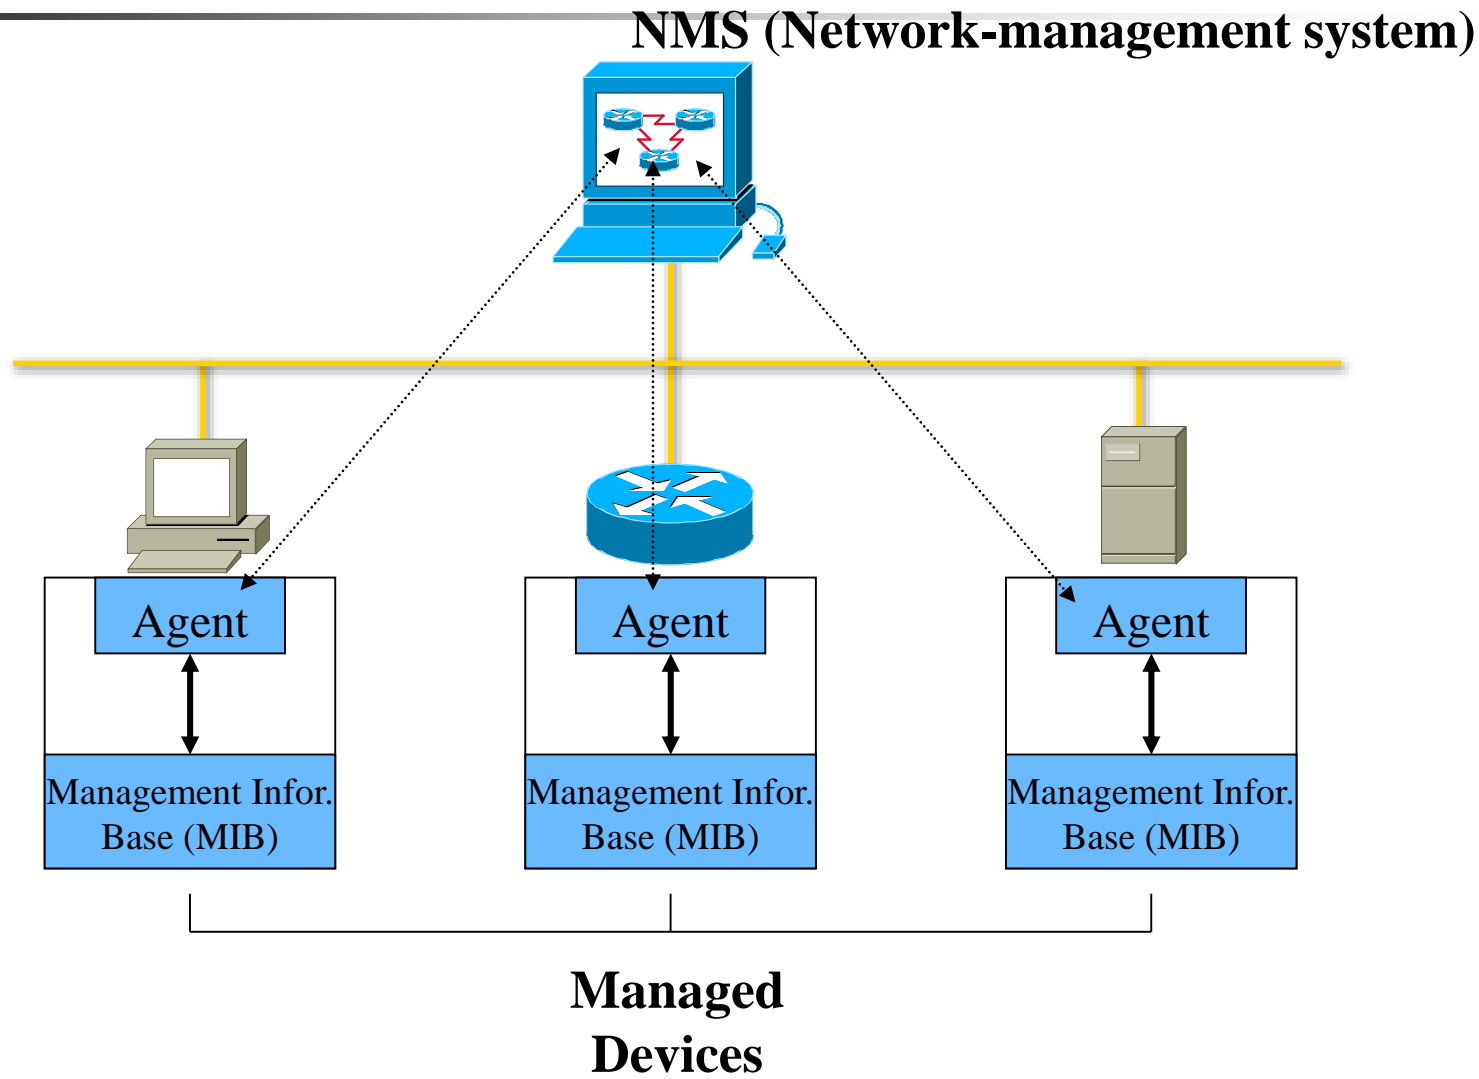 NMS (Network-management system)
Agent
Agent
Agent
Management Infor.
Base (MIB)
Management Infor.
Base (MIB)
Management Infor.
Base (MIB)
Managed
Devices